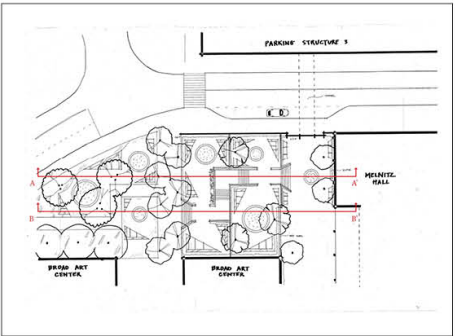 PARKING STRUCTURE 3
A
A'
MELNITZ
HALL
B
B'
BROAD ART
CENTER
BROAD ART
CENTER